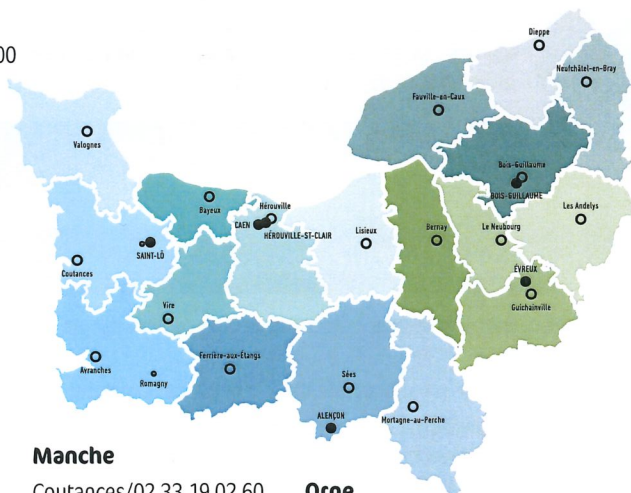 00
Dieppe
Neufchâtel-en-Bray
Fauville-en-Caux
Valognes
Bois-Guillaume
BOIS-GUILLAUME
Bayeux
Hérouville
CAEN
HÉROUVILLE-ST-CLAIR
Les Andelys
Lisieux
Bernay
Le Neubourg
SAINT-LÔ
Coutances
ÉVREUX
Guichainville
Vire
Avranches
Romagny
Ferrière-aux-Étangs
Sées
ALENÇON
Mortagne-au-Perche
Manche
Coutances/02 33 19 02 60
Orne